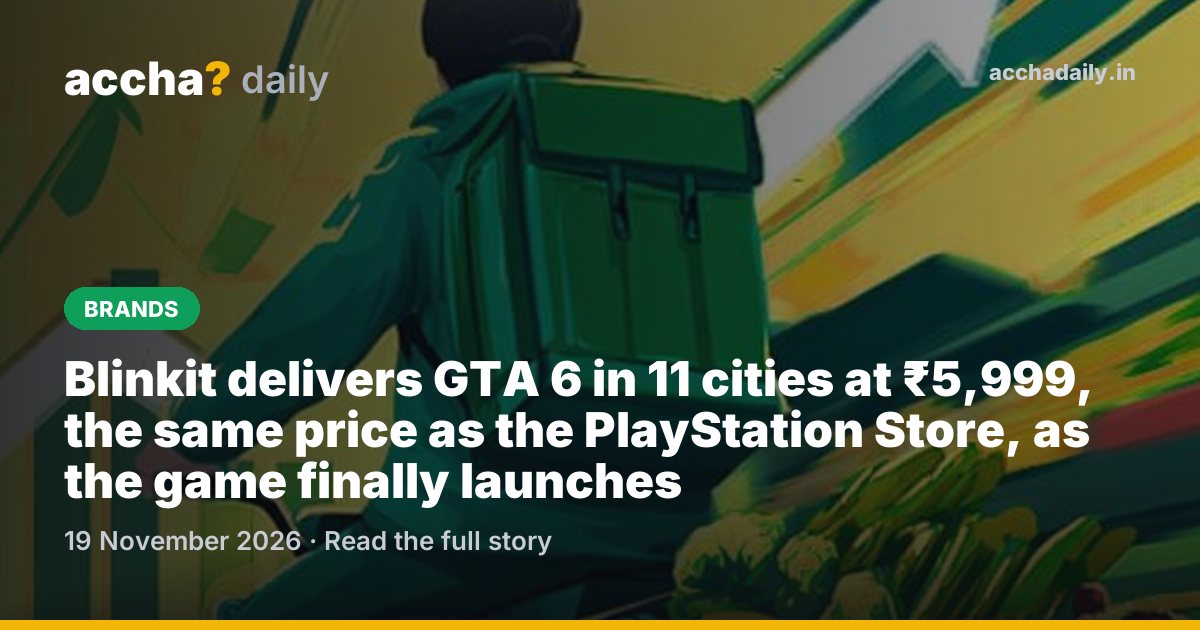 accha? daily
acchadaily.in
BRANDS
Blinkit delivers GTA 6 in 11 cities at ₹5,999,
the same price as the PlayStation Store, as
the game finally launches
19 November 2026 · Read the full story